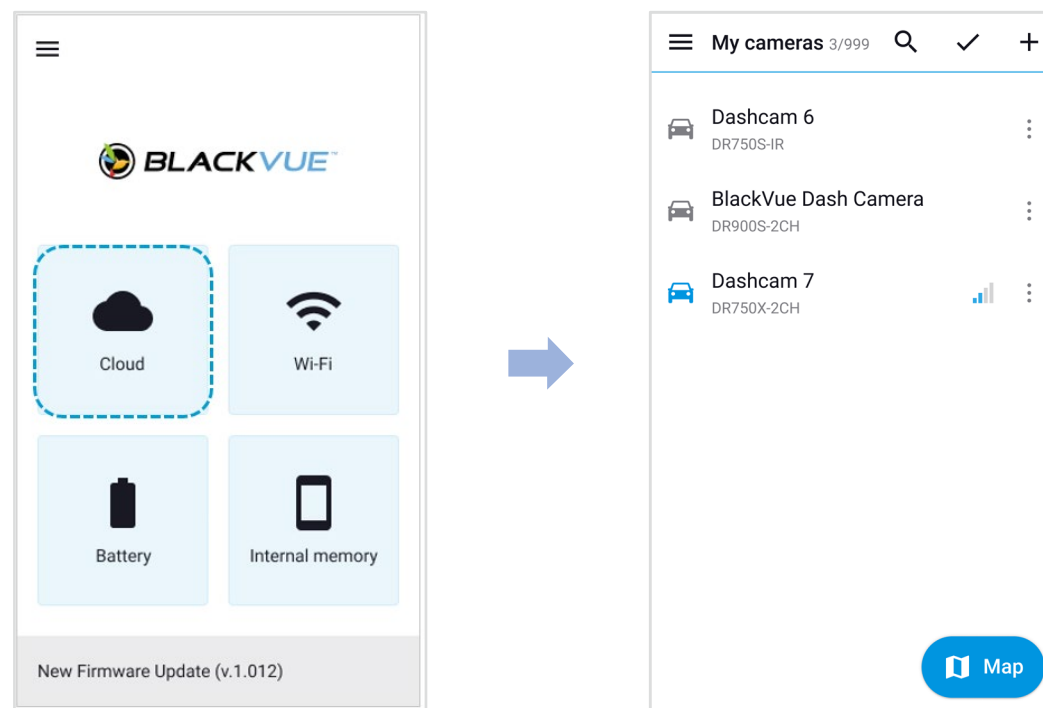 BLACKVUE™
Cloud
Wi-Fi
Battery
Internal memory
New Firmware Update (v.1.012)
My cameras 3/999
Dashcam 6
DR750S-IR
BlackVue Dash Camera
DR900S-2CH
Dashcam 7
DR750X-2CH
Map